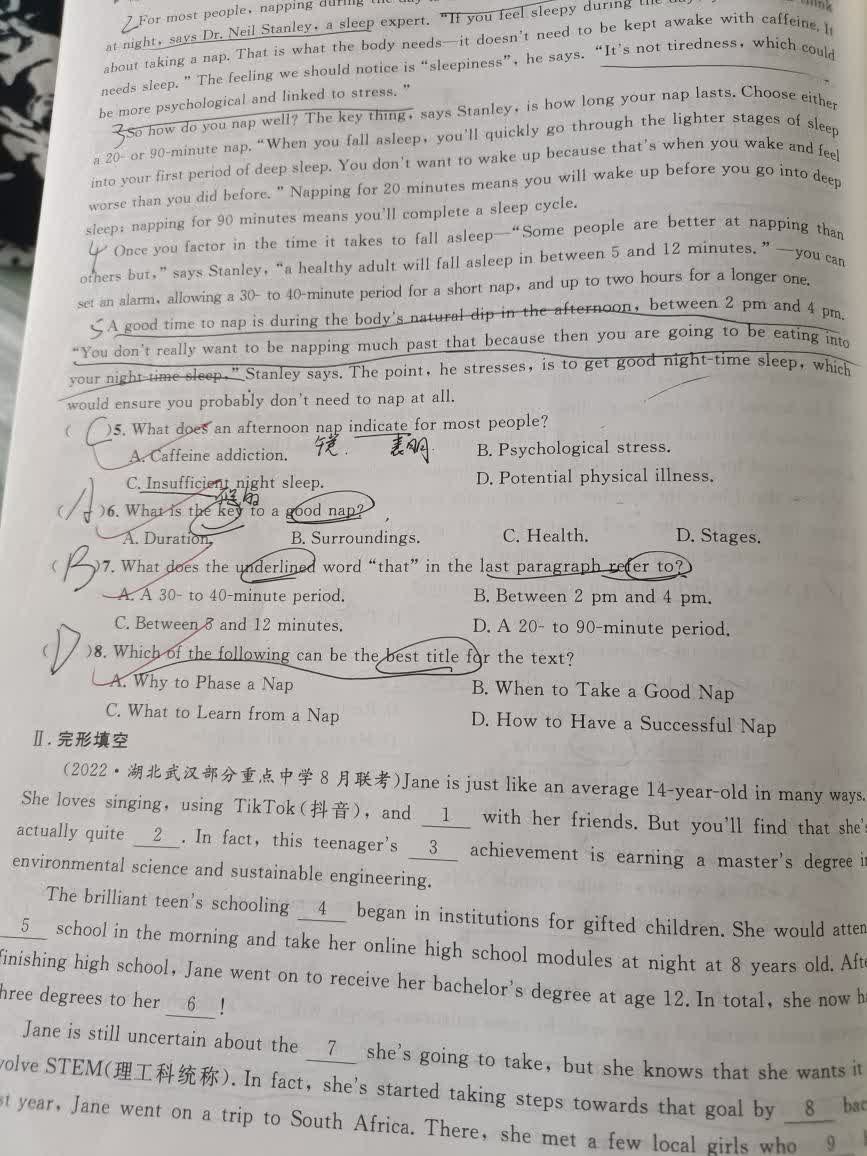 2 For most people, napping during the
at night, says Dr. Neil Stanley, a sleep expert. "If you feel sleepy during the
about taking a nap. That is what the body needs—it doesn't need to be kept awake with caffeine. It
needs sleep." The feeling we should notice is "sleepiness", he says. "It's not tiredness, which could
be more psychological and linked to stress."
3 So how do you nap well? The key thing, says Stanley, is how long your nap lasts. Choose either
a 20- or 90-minute nap. "When you fall asleep, you'll quickly go through the lighter stages of sleep
into your first period of deep sleep. You don't want to wake up because that's when you wake and feel
worse than you did before." Napping for 20 minutes means you will wake up before you go into deep
sleep; napping for 90 minutes means you'll complete a sleep cycle.
4 Once you factor in the time it takes to fall asleep—"Some people are better at napping than
others but," says Stanley, "a healthy adult will fall asleep in between 5 and 12 minutes." —you can
set an alarm, allowing a 30- to 40-minute period for a short nap, and up to two hours for a longer one.
5 A good time to nap is during the body's natural dip in the afternoon, between 2 pm and 4 pm.
"You don't really want to be napping much past that because then you are going to be eating into
your night-time sleep," Stanley says. The point, he stresses, is to get good night-time sleep, which
would ensure you probably don't need to nap at all.
( C )5. What does an afternoon nap indicate for most people?
A. Caffeine addiction. 表明 B. Psychological stress.
C. Insufficient night sleep. D. Potential physical illness.
( A )6. What is the key to a good nap?
A. Duration. B. Surroundings. C. Health. D. Stages.
( B )7. What does the underlined word "that" in the last paragraph refer to?
A. A 30- to 40-minute period. B. Between 2 pm and 4 pm.
C. Between 5 and 12 minutes. D. A 20- to 90-minute period.
( D )8. Which of the following can be the best title for the text?
A. Why to Phase a Nap B. When to Take a Good Nap
C. What to Learn from a Nap D. How to Have a Successful Nap
Ⅱ. 完形填空
(2022·湖北武汉部分重点中学8月联考)Jane is just like an average 14-year-old in many ways.
She loves singing, using TikTok(抖音), and 1 with her friends. But you'll find that she's
actually quite 2 . In fact, this teenager's 3 achievement is earning a master's degree in
environmental science and sustainable engineering.
The brilliant teen's schooling 4 began in institutions for gifted children. She would atten
5 school in the morning and take her online high school modules at night at 8 years old. Afte
finishing high school, Jane went on to receive her bachelor's degree at age 12. In total, she now h
hree degrees to her 6 !
Jane is still uncertain about the 7 she's going to take, but she knows that she wants it
volve STEM(理工科统称). In fact, she's started taking steps towards that goal by 8 bac
st year, Jane went on a trip to South Africa. There, she met a few local girls who 9